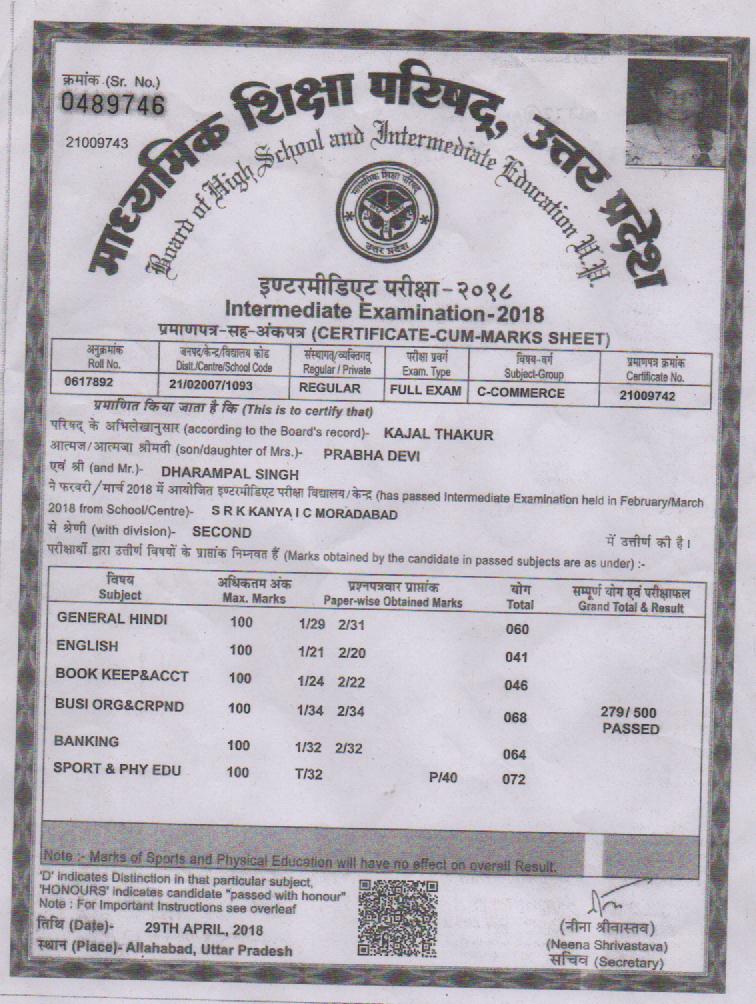 क्रमांक (Sr. No.)
0489746
21009743
माध्यमिक शिक्षा परिषद्, उत्तर प्रदेश
Board of High School and Intermediate Education U.P.
माध्यमिक शिक्षा परिषद्
उत्तर प्रदेश
इण्टरमीडिएट परीक्षा-२०१८
Intermediate Examination-2018
प्रमाणपत्र-सह-अंकपत्र (CERTIFICATE-CUM-MARKS SHEET)
अनुक्रमांक जनपद/केन्द्र/विद्यालय कोड संस्थागत/व्यक्तिगत् परीक्षा प्रवर्ग विषय-वर्ग प्रमाणपत्र क्रमांक
Roll No. Distt./Centre/School Code Regular / Private Exam. Type Subject-Group Certificate No.
0617892 21/02007/1093 REGULAR FULL EXAM C-COMMERCE 21009742
प्रमाणित किया जाता है कि (This is to certify that)
परिषद् के अभिलेखानुसार (according to the Board's record)- KAJAL THAKUR
आत्मज/आत्मजा श्रीमती (son/daughter of Mrs.)- PRABHA DEVI
एवं श्री (and Mr.)- DHARAMPAL SINGH
ने फरवरी/मार्च 2018 में आयोजित इण्टरमीडिएट परीक्षा विद्यालय/केन्द्र (has passed Intermediate Examination held in February/March
2018 from School/Centre)- S R K KANYA I C MORADABAD
से श्रेणी (with division)- SECOND में उत्तीर्ण की है।
परीक्षार्थी द्वारा उत्तीर्ण विषयों के प्राप्तांक निम्नवत हैं (Marks obtained by the candidate in passed subjects are as under) :-
विषय अधिकतम अंक प्रश्नपत्रवार प्राप्तांक योग सम्पूर्ण योग एवं परीक्षाफल
Subject Max. Marks Paper-wise Obtained Marks Total Grand Total & Result
GENERAL HINDI 100 1/29 2/31 060
ENGLISH 100 1/21 2/20 041
BOOK KEEP&ACCT 100 1/24 2/22 046
BUSI ORG&CRPND 100 1/34 2/34 068 279/500
PASSED
BANKING 100 1/32 2/32 064
SPORT & PHY EDU 100 T/32 P/40 072
Note :- Marks of Sports and Physical Education will have no effect on overall Result.
'D' indicates Distinction in that particular subject,
'HONOURS' indicates candidate "passed with honour"
Note : For Important Instructions see overleaf
तिथि (Date)- 29TH APRIL, 2018
स्थान (Place)- Allahabad, Uttar Pradesh
(नीना श्रीवास्तव)
(Neena Shrivastava)
सचिव (Secretary)